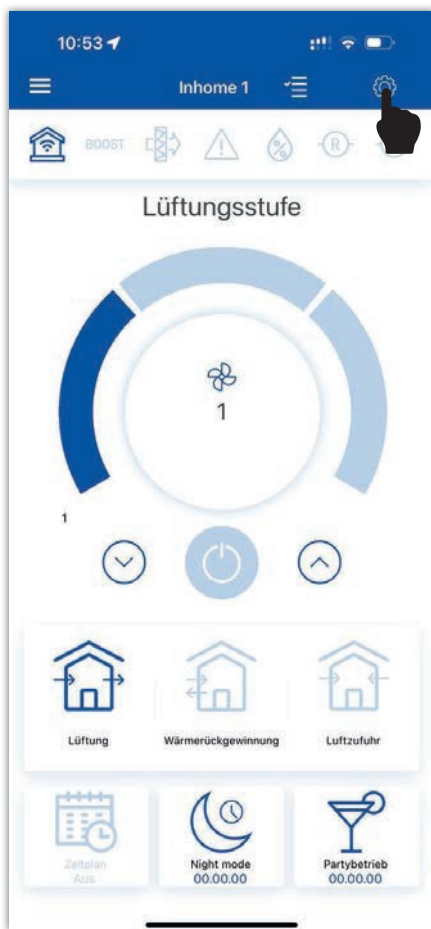 10:53
Inhome 1
BOOST
R
Lüftungsstufe
1
1
Lüftung
Wärmerückgewinnung
Luftzufuhr
Zeitplan
Aus
Night mode
00.00.00
Partybetrieb
00.00.00